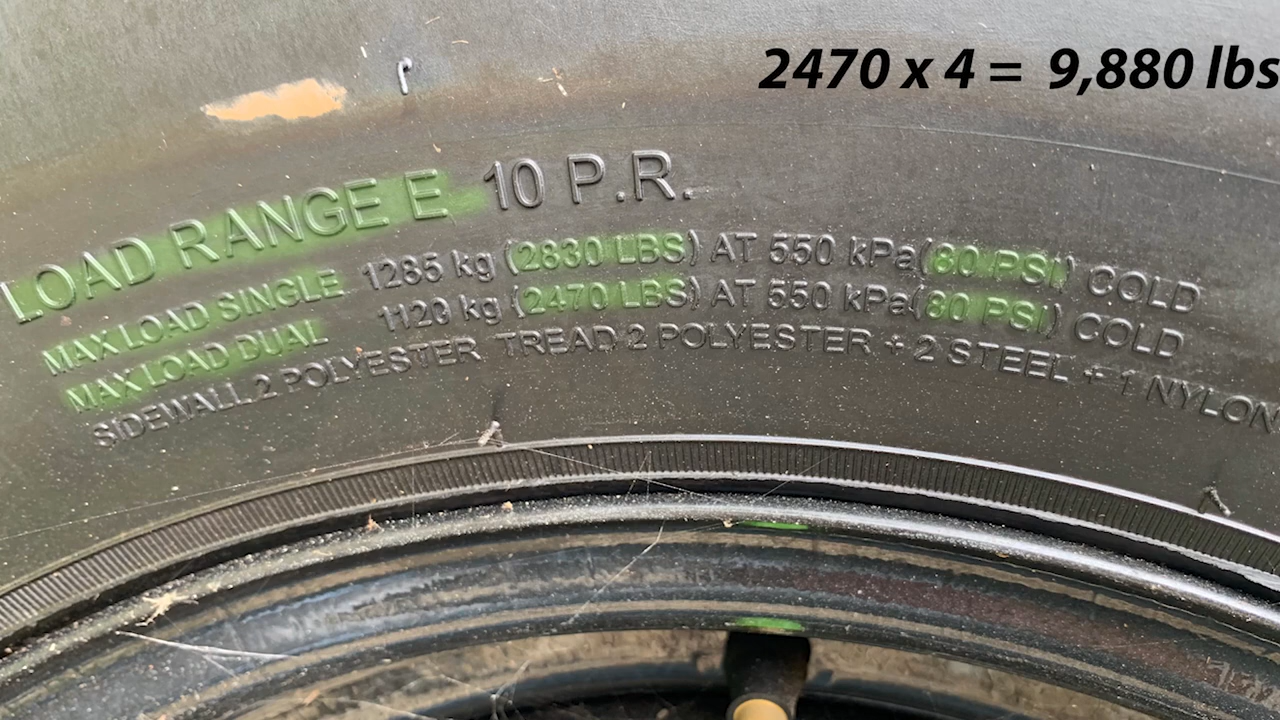 2470 x 4 = 9,880 lbs
LOAD RANGE E 10 P.R.
MAX LOAD SINGLE 1285 kg (2830 LBS) AT 550 kPa (80 PSI) COLD
MAX LOAD DUAL 1120 kg (2470 LBS) AT 550 kPa (80 PSI) COLD
SIDEWALL 2 POLYESTER TREAD 2 POLYESTER + 2 STEEL + 1 NYLON